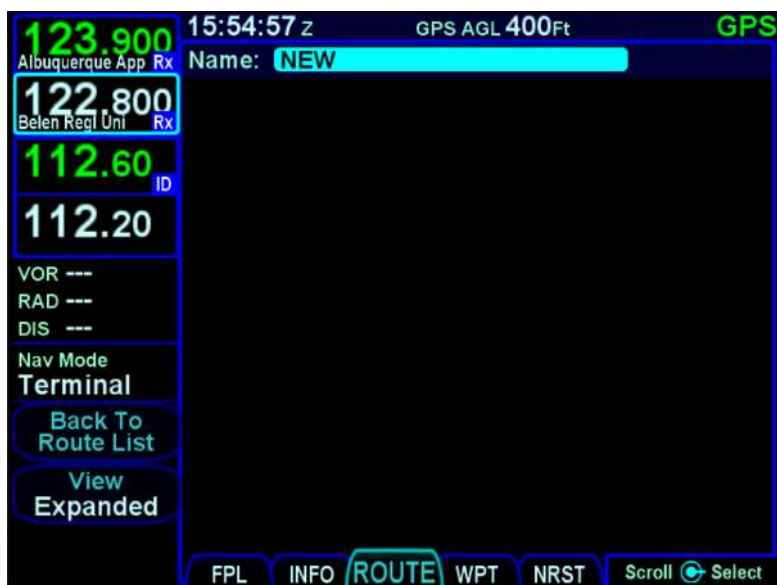 123.900
Albuquerque App Rx
122.800
Belen Regl Uni Rx
112.60
ID
112.20
VOR ---
RAD ---
DIS ---
Nav Mode
Terminal
Back To
Route List
View
Expanded
15:54:57 Z GPS AGL 400Ft GPS
Name: NEW
FPL INFO ROUTE WPT NRST Scroll Select